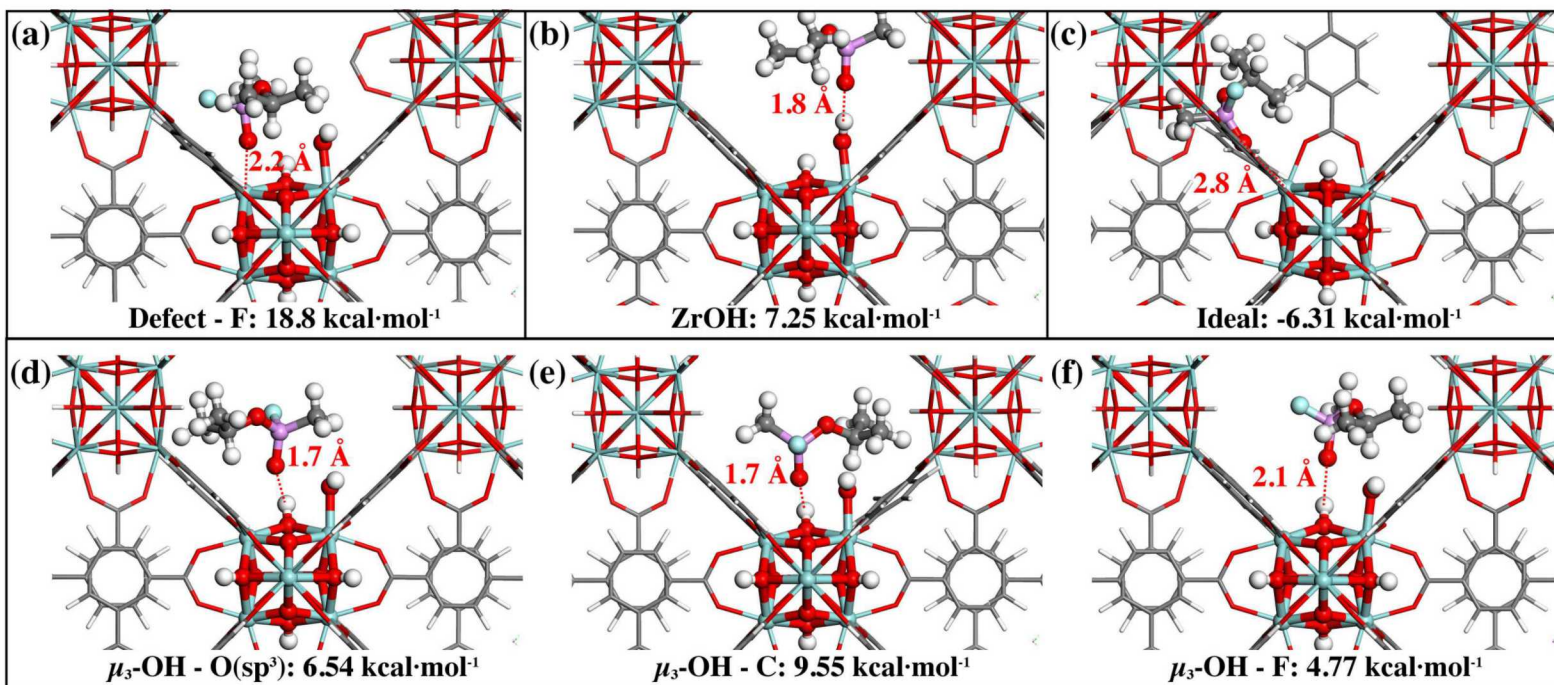 (a)
2.2 Å
Defect - F: 18.8 kcal·mol⁻¹
(b)
1.8 Å
ZrOH: 7.25 kcal·mol⁻¹
(c)
2.8 Å
Ideal: -6.31 kcal·mol⁻¹
(d)
1.7 Å
μ₃-OH - O(sp³): 6.54 kcal·mol⁻¹
(e)
1.7 Å
μ₃-OH - C: 9.55 kcal·mol⁻¹
(f)
2.1 Å
μ₃-OH - F: 4.77 kcal·mol⁻¹